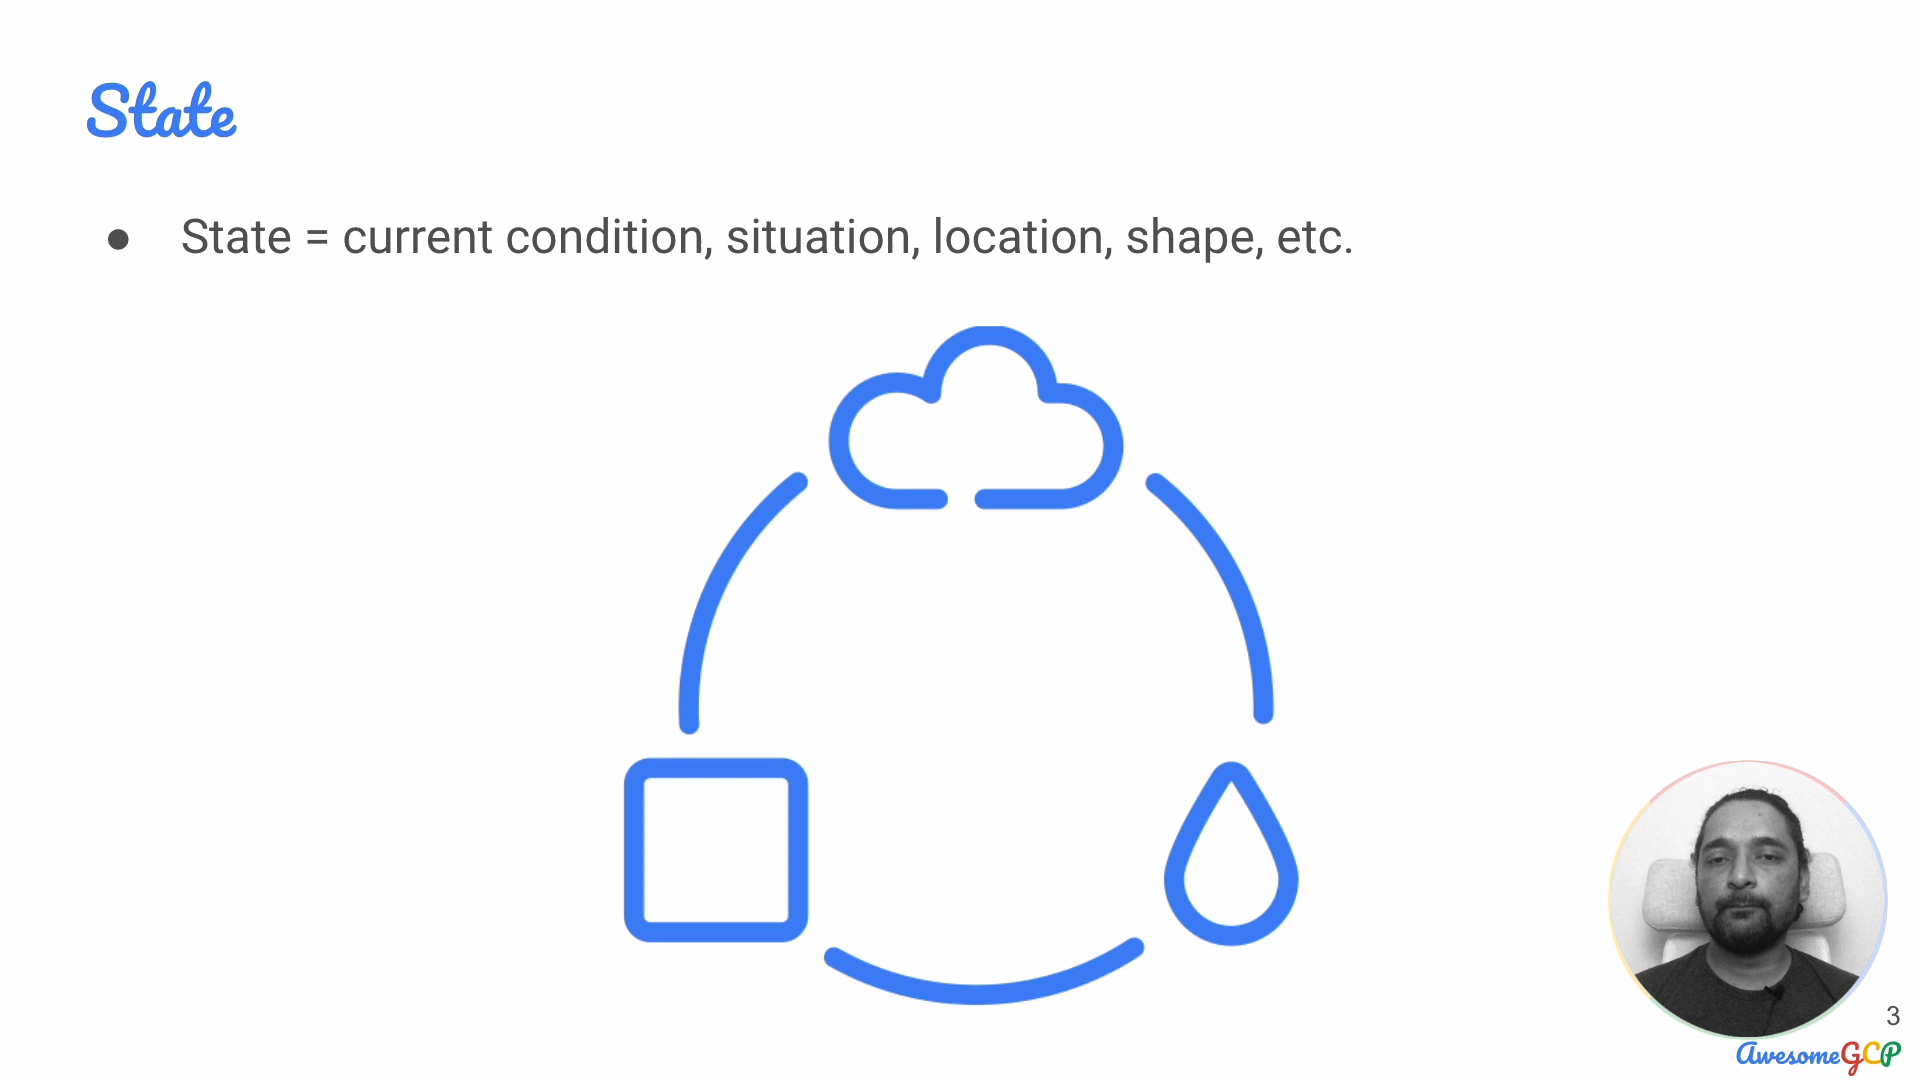 State
● State = current condition, situation, location, shape, etc.
3
AwesomeGCP